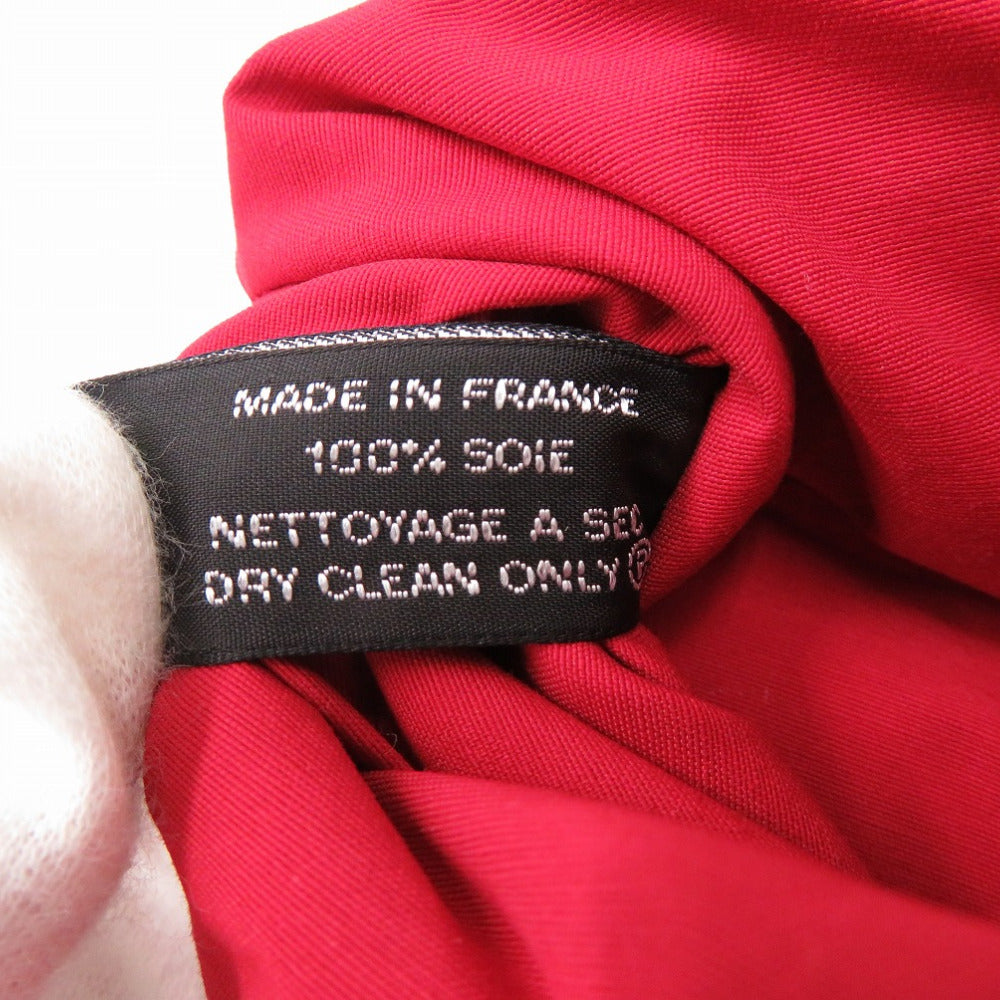 MADE IN FRANCE
100% SOIE
NETTOYAGE A SEC
DRY CLEAN ONLY Ⓟ